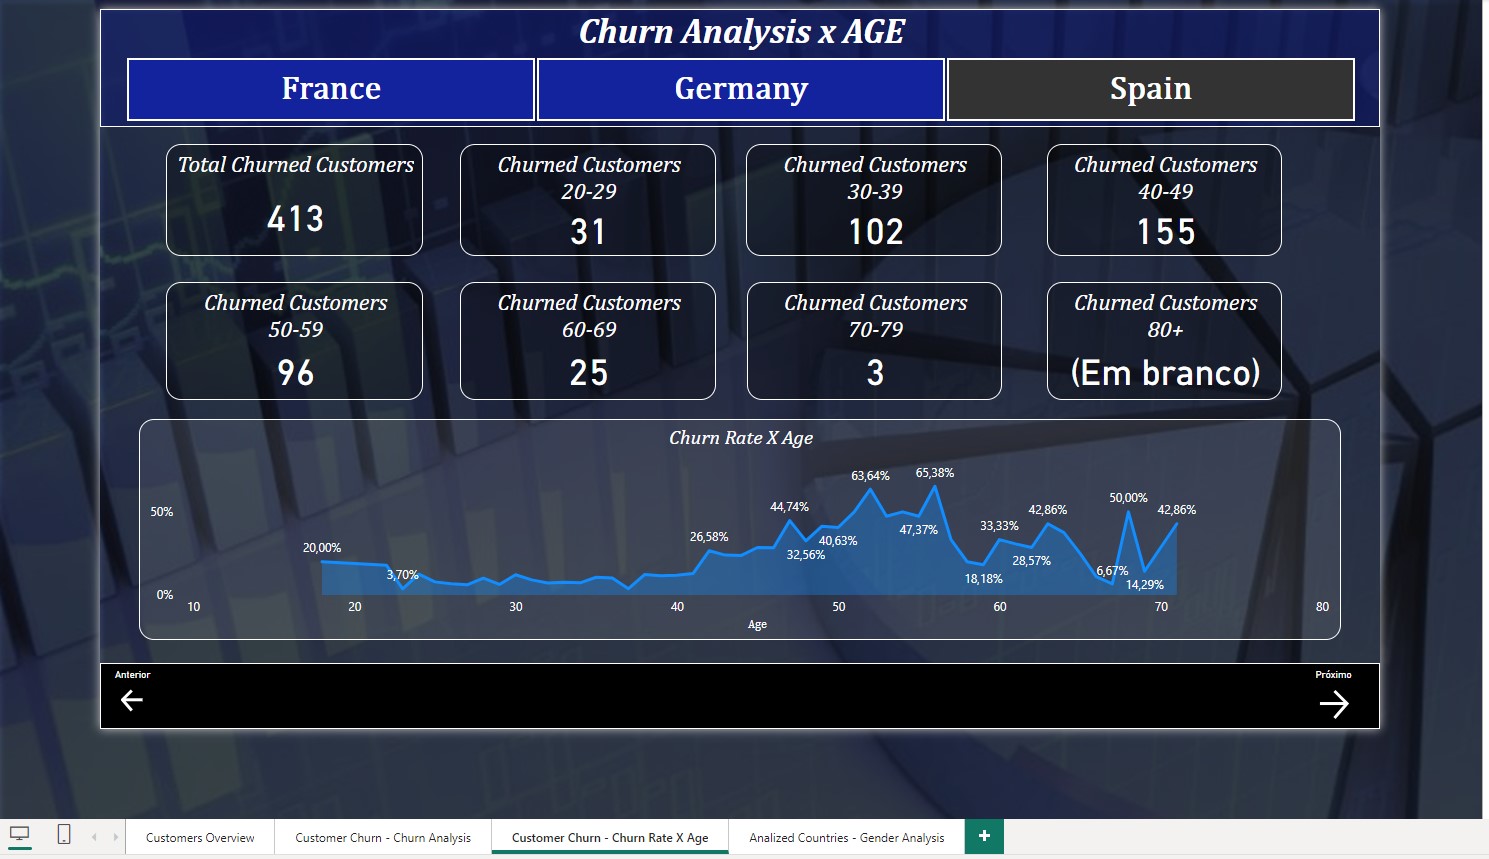 Churn Analysis x AGE
France
Germany
Spain
Total Churned Customers
413
Churned Customers
20-29
31
Churned Customers
30-39
102
Churned Customers
40-49
155
Churned Customers
50-59
96
Churned Customers
60-69
25
Churned Customers
70-79
3
Churned Customers
80+
(Em branco)
Churn Rate X Age
50%
0%
20,00%
3,70%
26,58%
44,74%
32,56%
40,63%
63,64%
47,37%
65,38%
18,18%
33,33%
28,57%
42,86%
6,67%
50,00%
14,29%
42,86%
10
20
30
40
50
60
70
80
Age
Anterior
Próximo
Customers Overview
Customer Churn - Churn Analysis
Customer Churn - Churn Rate X Age
Analized Countries - Gender Analysis
+